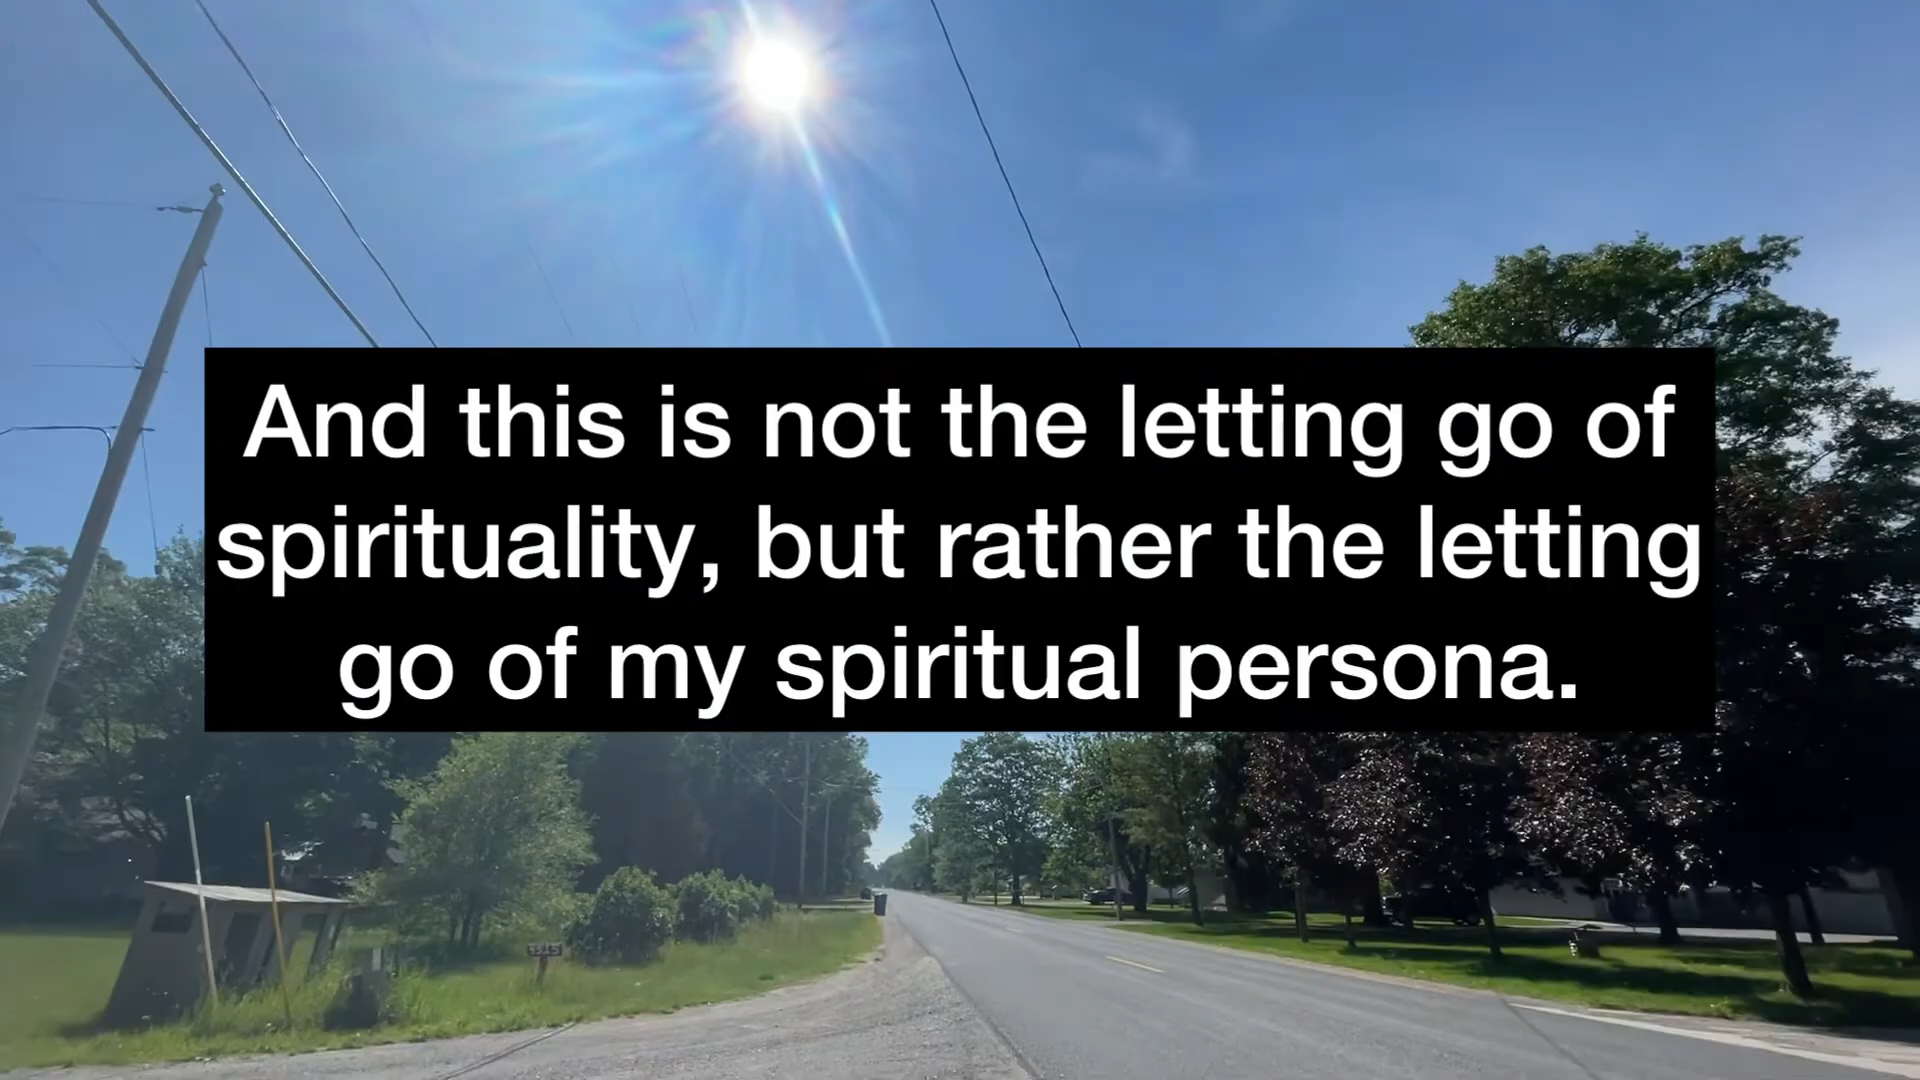 And this is not the letting go of
spirituality, but rather the letting
go of my spiritual persona.